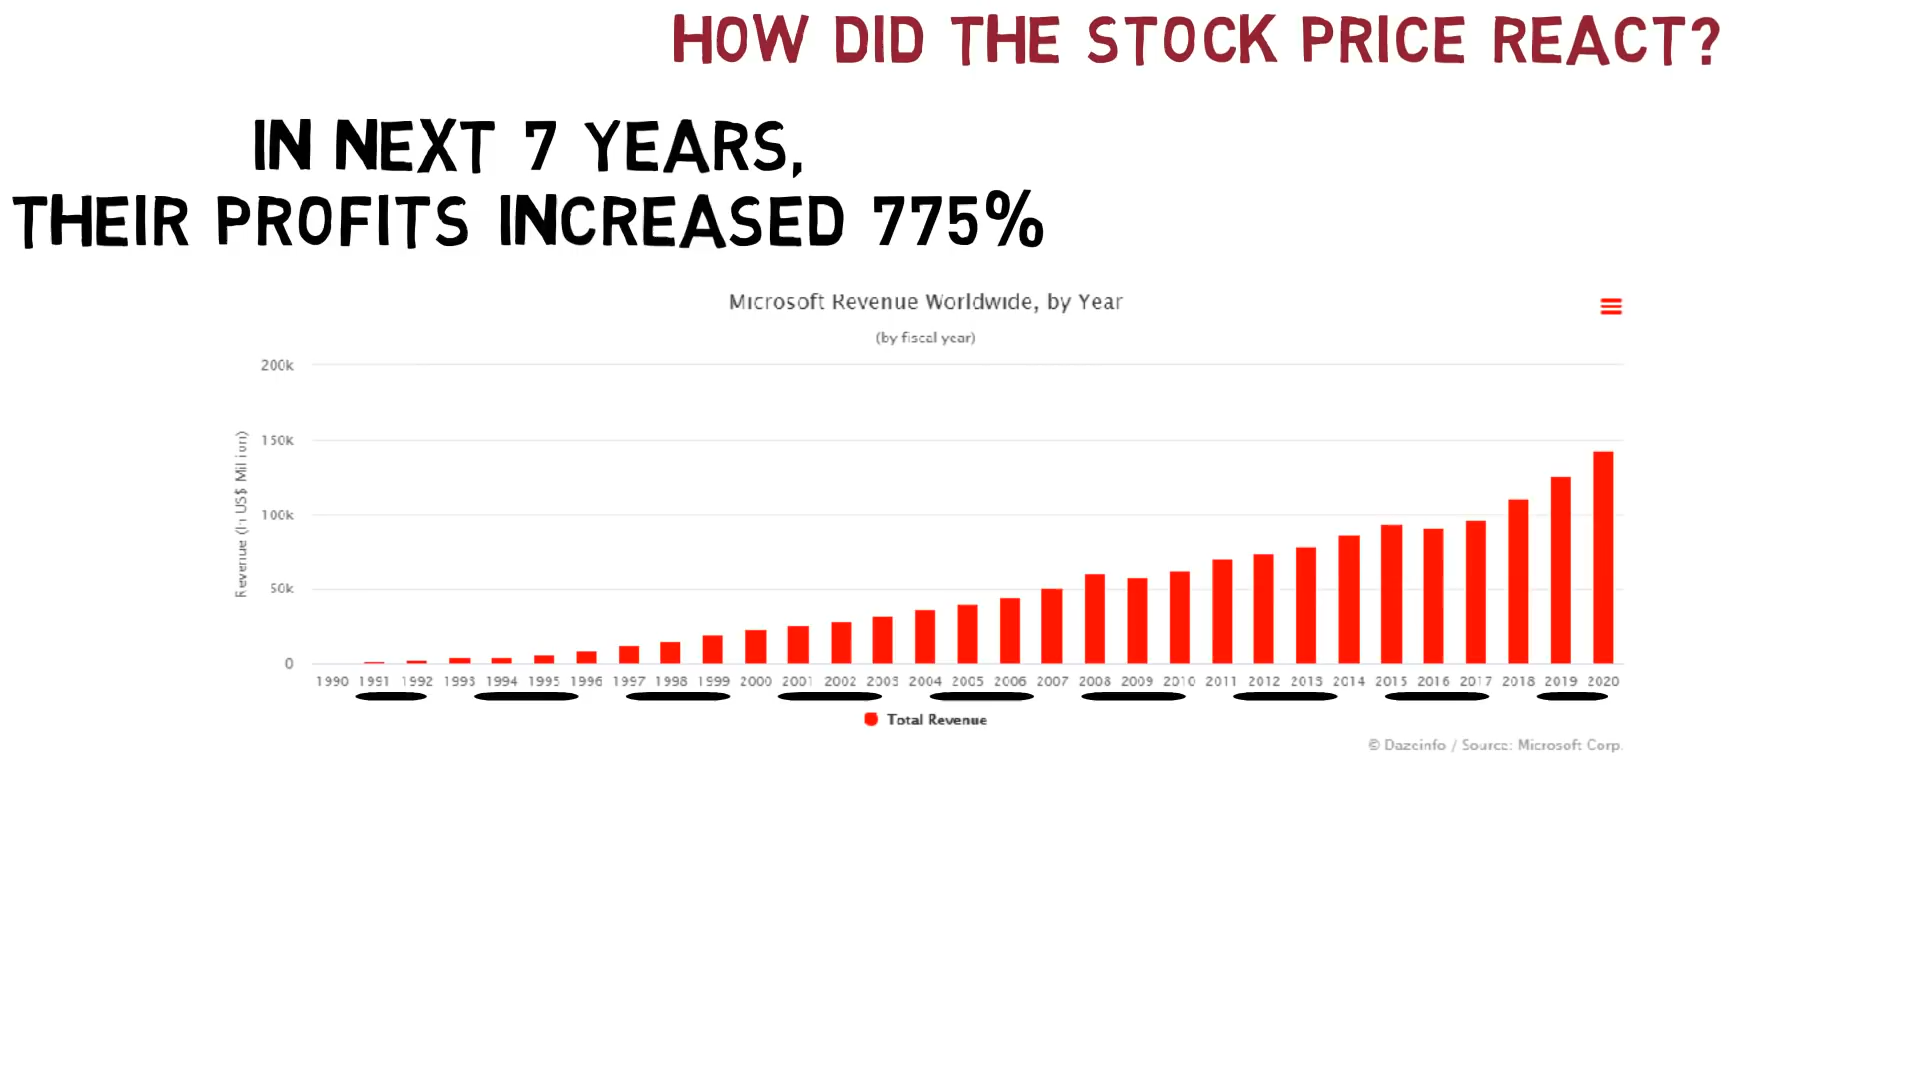 HOW DID THE STOCK PRICE REACT?
IN NEXT 7 YEARS,
THEIR PROFITS INCREASED 775%
Microsoft Revenue Worldwide, by Year
(by fiscal year)
Revenue (In US$ Million)
200k
150k
100k
50k
0
1990 1991 1992 1993 1994 1995 1996 1997 1998 1999 2000 2001 2002 2003 2004 2005 2006 2007 2008 2009 2010 2011 2012 2013 2014 2015 2016 2017 2018 2019 2020
Total Revenue
© Dazeinfo / Source: Microsoft Corp.